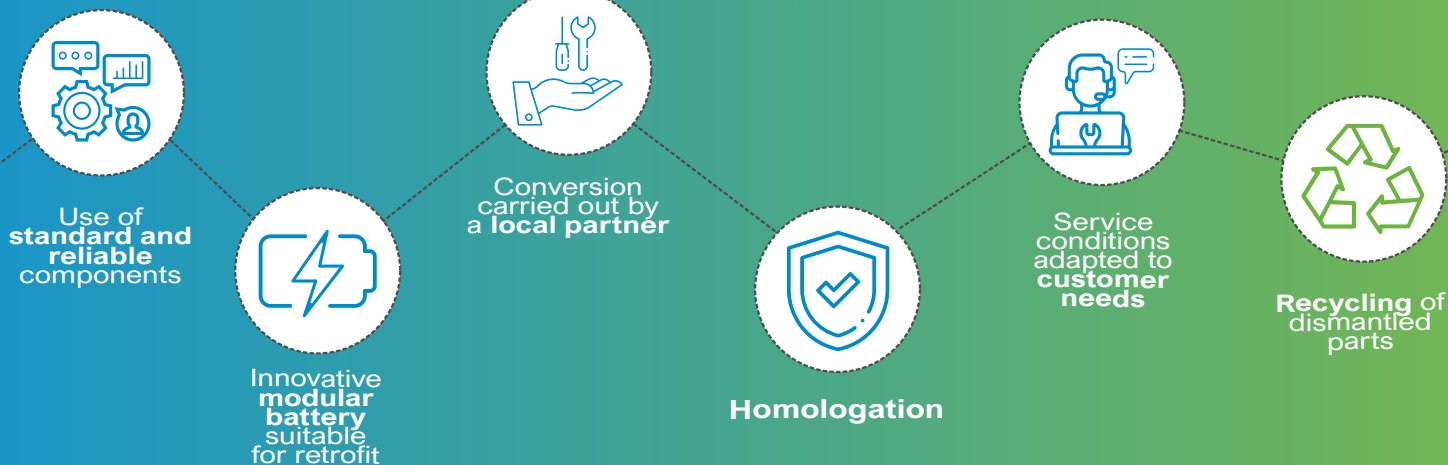 Use of
standard and
reliable
components
Innovative
modular
battery
suitable
for retrofit
Conversion
carried out by
a local partner
Homologation
Service
conditions
adapted to
customer
needs
Recycling of
dismantled
parts